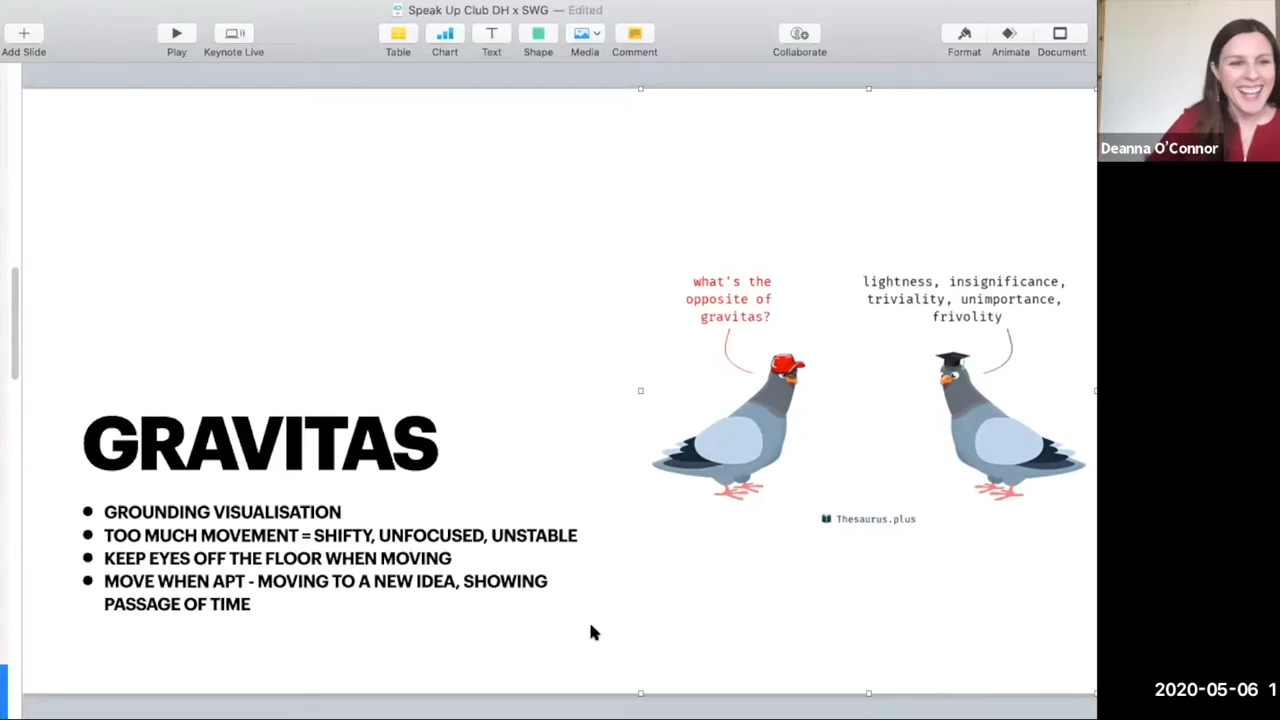 Speak Up Club DH x SWG — Edited
Add Slide
Play
Keynote Live
Table
Chart
Text
Shape
Media
Comment
Collaborate
Format
Animate
Document
Deanna O'Connor
what's the
opposite of
gravitas?
lightness, insignificance,
triviality, unimportance,
frivolity
Thesaurus.plus
GRAVITAS
● GROUNDING VISUALISATION
● TOO MUCH MOVEMENT = SHIFTY, UNFOCUSED, UNSTABLE
● KEEP EYES OFF THE FLOOR WHEN MOVING
● MOVE WHEN APT - MOVING TO A NEW IDEA, SHOWING
PASSAGE OF TIME
2020-05-06 1